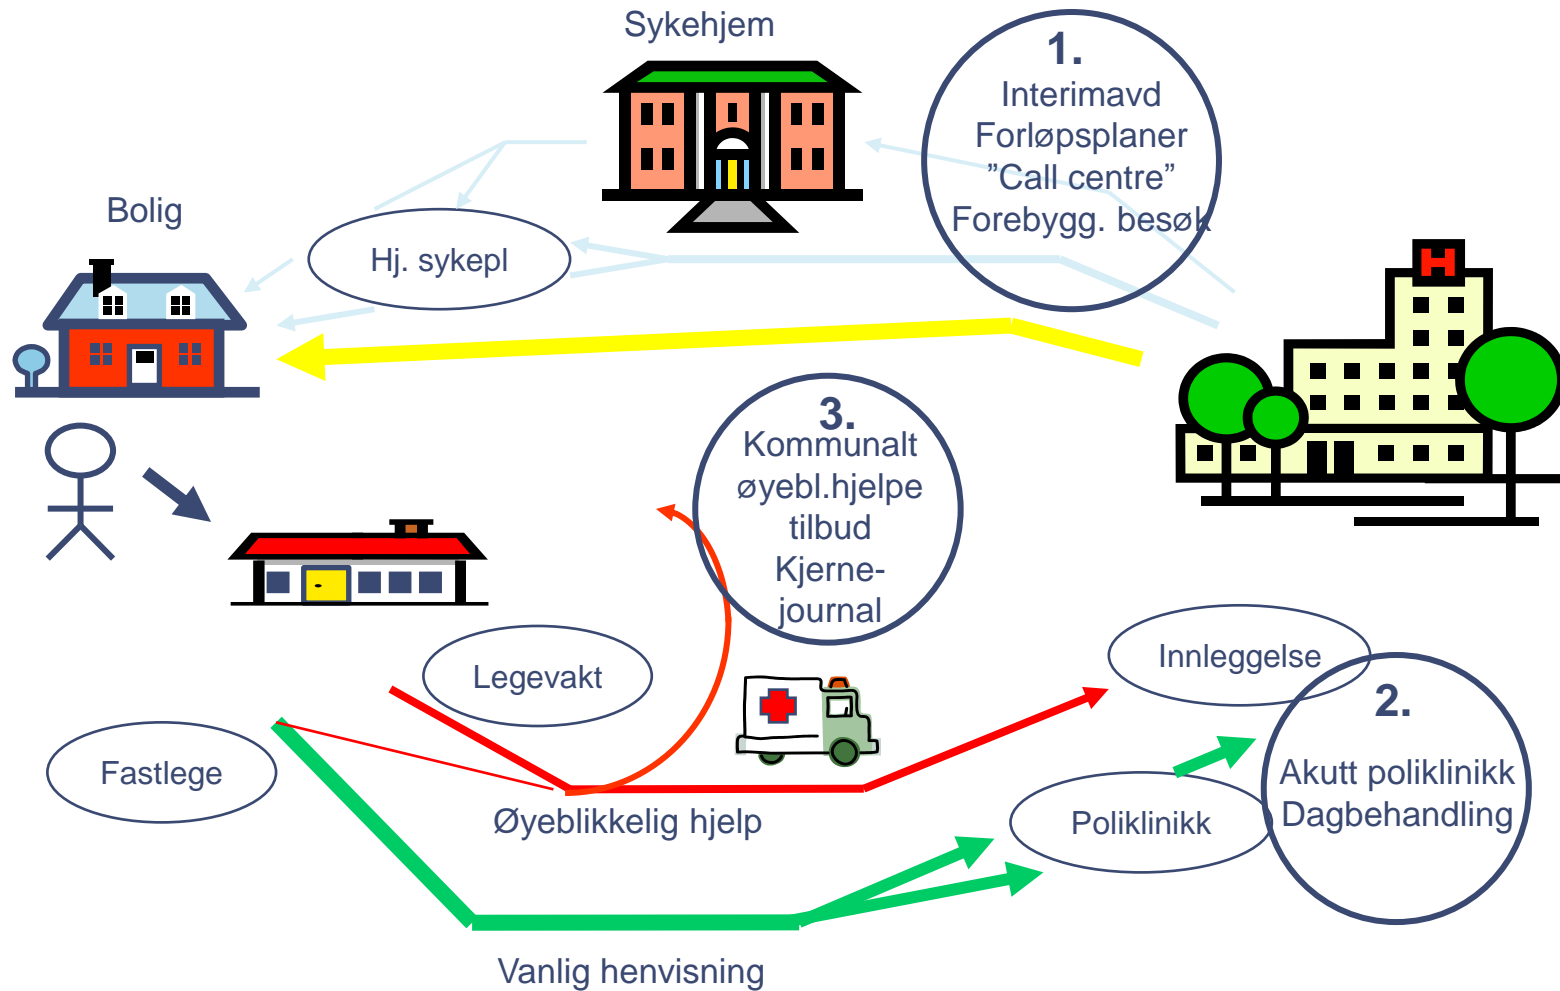 Sykehjem
1.
Interimavd
Forløpsplaner
”Call centre”
Forebygg. besøk
Bolig
Hj. sykepl
H
3.
Kommunalt
øyebl.hjelpe
tilbud
Kjerne-
journal
Legevakt
Innleggelse
2.
Akutt poliklinikk
Dagbehandling
Fastlege
Øyeblikkelig hjelp
Poliklinikk
Vanlig henvisning